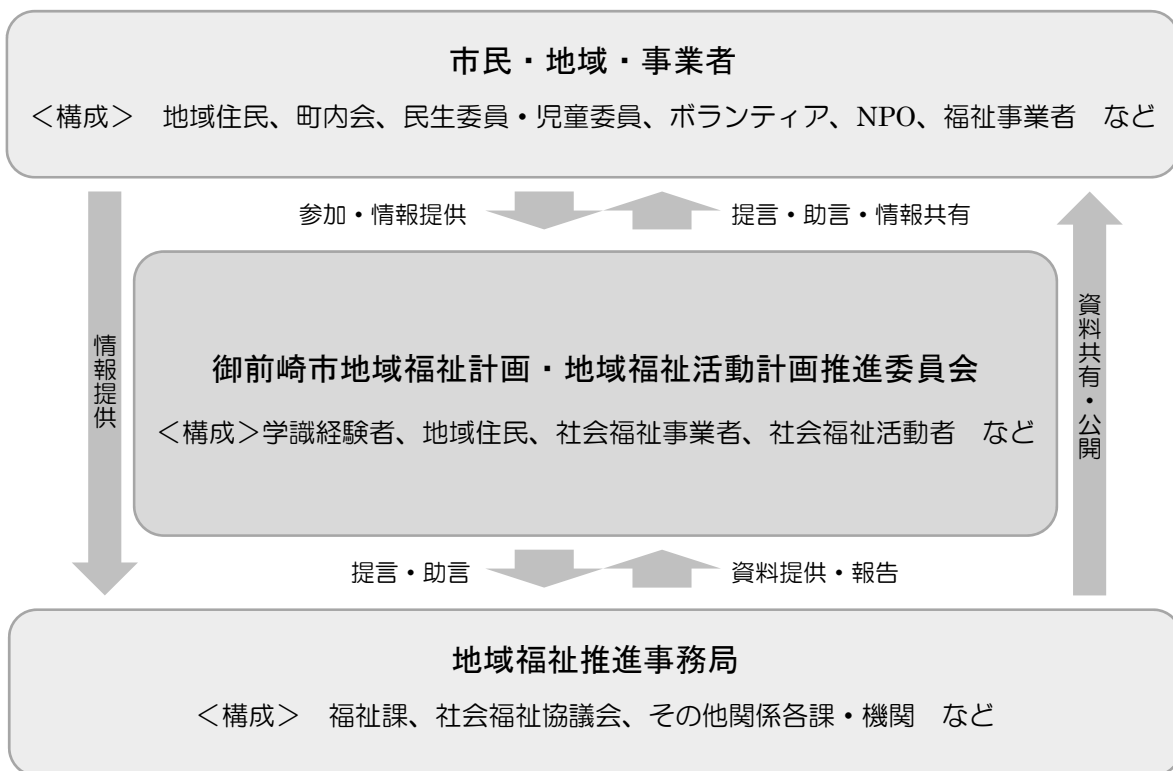 市民・地域・事業者
＜構成＞　地域住民、町内会、民生委員・児童委員、ボランティア、NPO、福祉事業者　など
参加・情報提供
提言・助言・情報共有
情報提供
御前崎市地域福祉計画・地域福祉活動計画推進委員会
＜構成＞学識経験者、地域住民、社会福祉事業者、社会福祉活動者　など
資料共有・公開
提言・助言
資料提供・報告
地域福祉推進事務局
＜構成＞　福祉課、社会福祉協議会、その他関係各課・機関　など